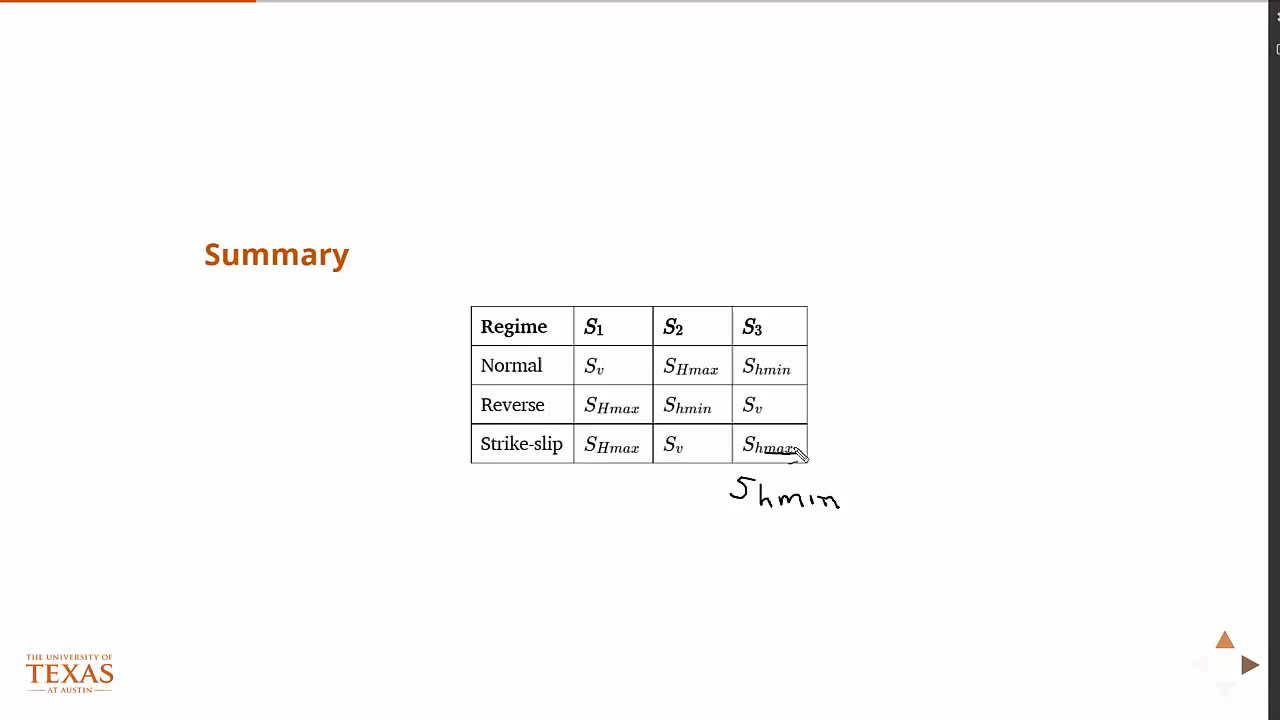 Summary
Regime S1 S2 S3
Normal Sv SHmax Shmin
Reverse SHmax Shmin Sv
Strike-slip SHmax Sv Shmax
Shmin
THE UNIVERSITY OF
TEXAS
AT AUSTIN